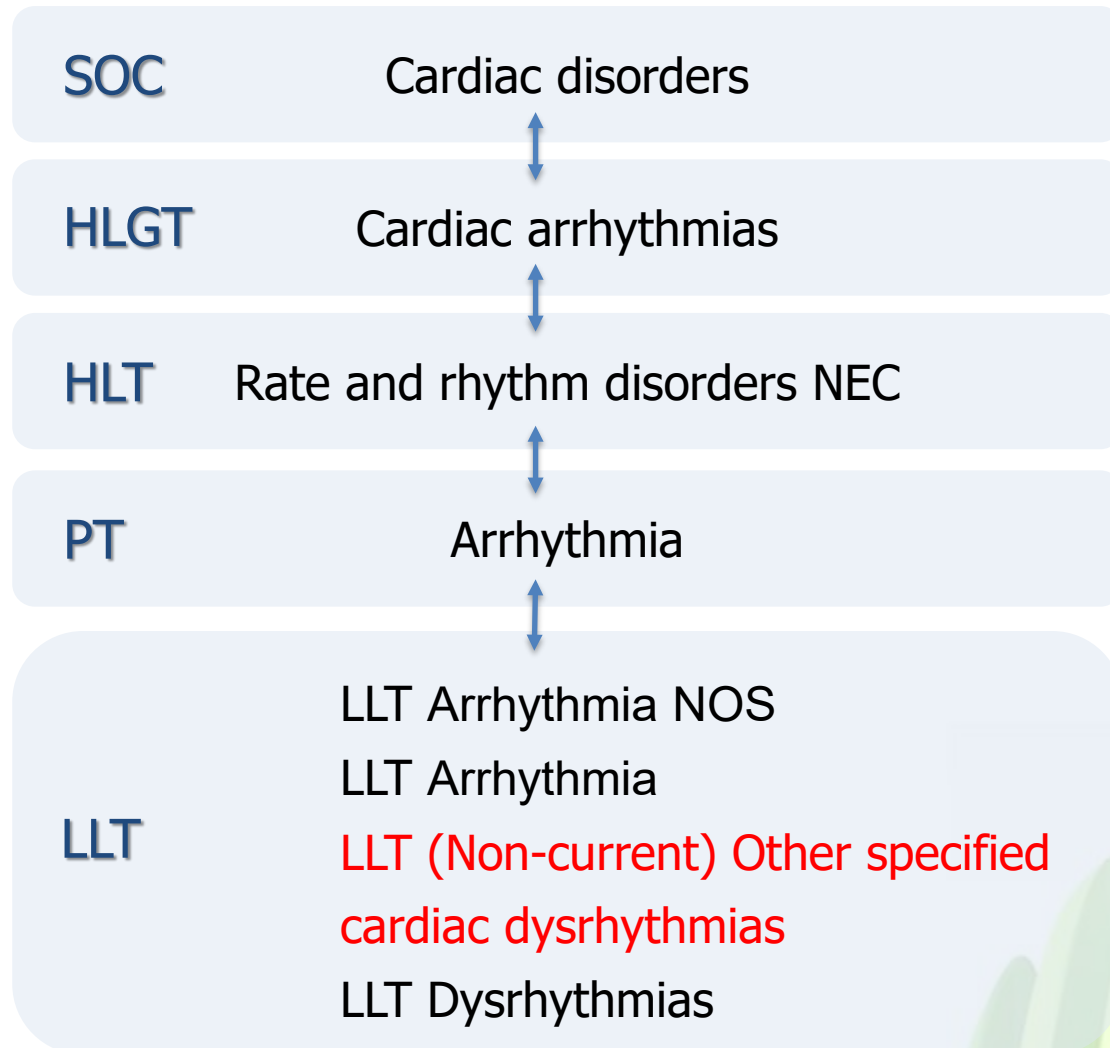 SOC Cardiac disorders
HLGT Cardiac arrhythmias
HLT Rate and rhythm disorders NEC
PT Arrhythmia
LLT
LLT Arrhythmia NOS
LLT Arrhythmia
LLT (Non-current) Other specified
cardiac dysrhythmias
LLT Dysrhythmias